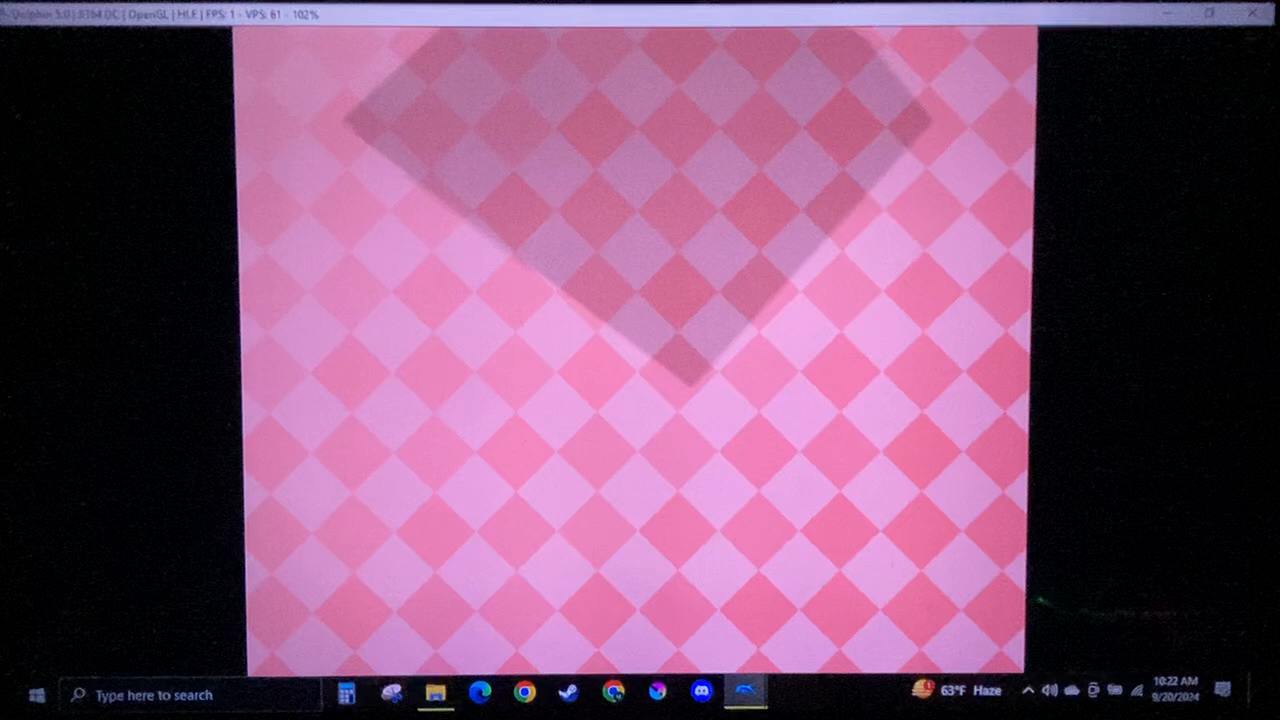 Dolphin 5.0 | JIT64 DC | OpenGL | HLE | FPS: 1 - VPS: 61 - 102%
Type here to search
63°F Haze
10:22 AM
9/20/2024